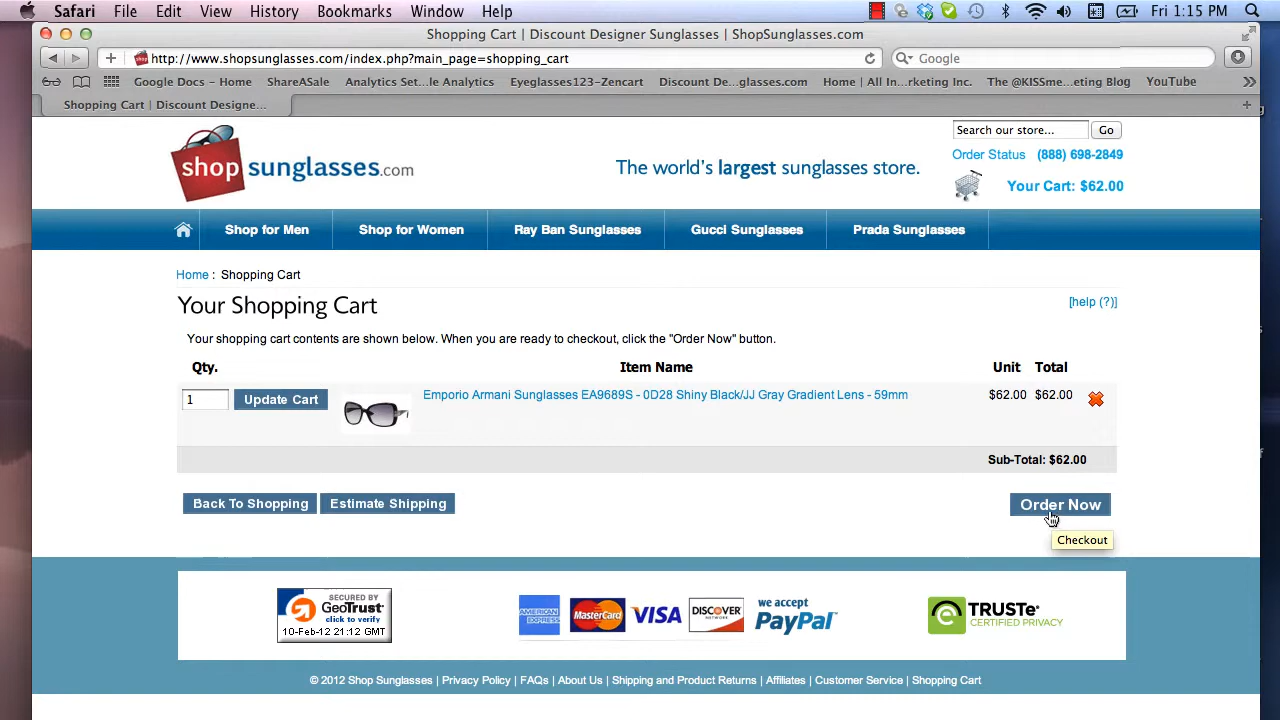 Safari File Edit View History Bookmarks Window Help Fri 1:15 PM
Shopping Cart | Discount Designer Sunglasses | ShopSunglasses.com
http://www.shopsunglasses.com/index.php?main_page=shopping_cart Google
Google Docs - Home ShareASale Analytics Set...le Analytics Eyeglasses123-Zencart Discount De...glasses.com Home | All In...rketing Inc. The @KISSme...eting Blog YouTube
Shopping Cart | Discount Designe...
Search our store... Go
shopsunglasses.com The world's largest sunglasses store.
Order Status (888) 698-2849
Your Cart: $62.00
Shop for Men Shop for Women Ray Ban Sunglasses Gucci Sunglasses Prada Sunglasses
Home : Shopping Cart
Your Shopping Cart [help (?)]
Your shopping cart contents are shown below. When you are ready to checkout, click the "Order Now" button.
Qty. Item Name Unit Total
1 Update Cart Emporio Armani Sunglasses EA9689S - 0D28 Shiny Black/JJ Gray Gradient Lens - 59mm $62.00 $62.00
Sub-Total: $62.00
Back To Shopping Estimate Shipping Order Now
Checkout
SECURED BY
GeoTrust
click to verify
10-Feb-12 21:12 GMT
AMERICAN EXPRESS MasterCard VISA DISCOVER NETWORK we accept PayPal
TRUSTe
CERTIFIED PRIVACY
© 2012 Shop Sunglasses | Privacy Policy | FAQs | About Us | Shipping and Product Returns | Affiliates | Customer Service | Shopping Cart